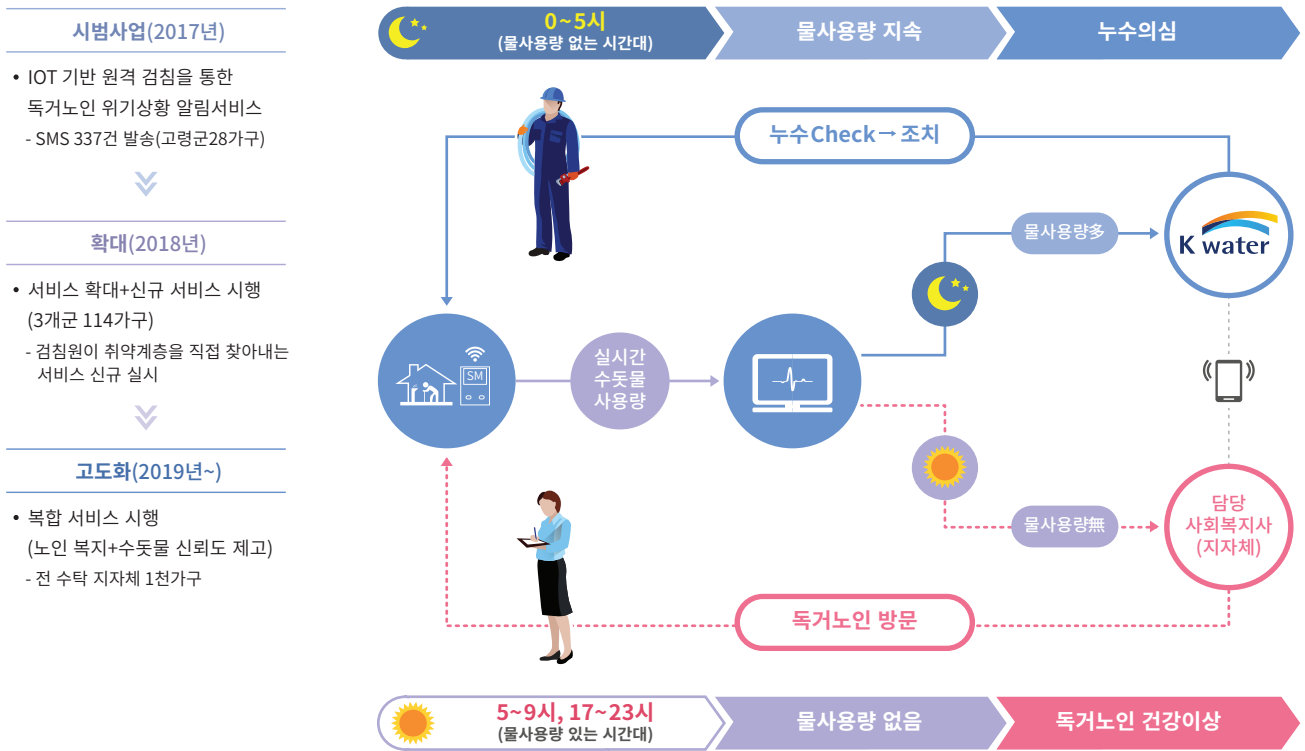 시범사업(2017년)
• IOT 기반 원격 검침을 통한
독거노인 위기상황 알림서비스
- SMS 337건 발송(고령군28가구)
확대(2018년)
• 서비스 확대+신규 서비스 시행
(3개군 114가구)
- 검침원이 취약계층을 직접 찾아내는
서비스 신규 실시
고도화(2019년~)
• 복합 서비스 시행
(노인 복지+수돗물 신뢰도 제고)
- 전 수탁 지자체 1천가구
0~5시
(물사용량 없는 시간대)
물사용량 지속
누수의심
누수Check→조치
물사용량多
K water
SM
실시간
수돗물
사용량
물사용량無
담당
사회복지사
(지자체)
독거노인 방문
5~9시, 17~23시
(물사용량 있는 시간대)
물사용량 없음
독거노인 건강이상